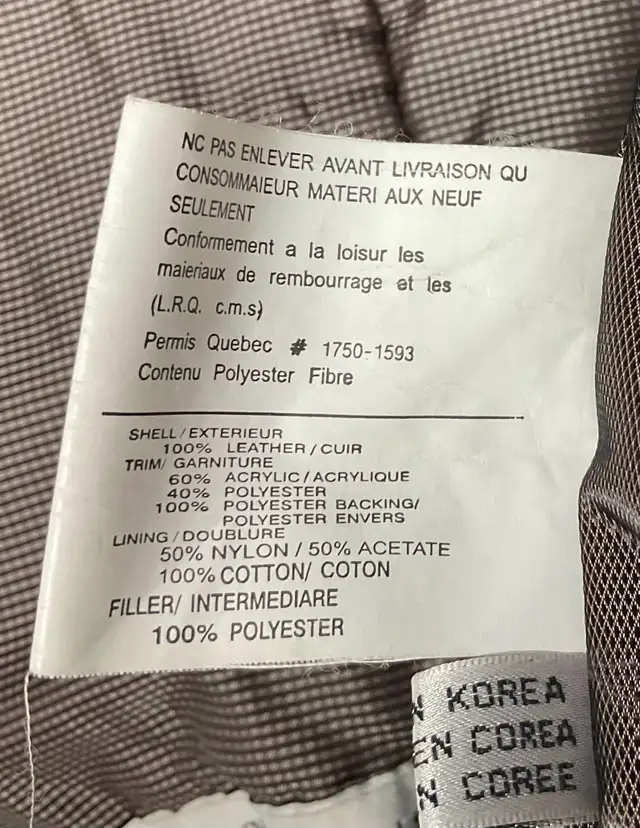 NC PAS ENLEVER AVANT LIVRAISON QU
CONSOMMAIEUR MATERI AUX NEUF
SEULEMENT
Conformement a la loisur les
maieriaux de rembourrage et les
(L.R.Q. c.m.s)
Permis Quebec # 1750-1593
Contenu Polyester Fibre
SHELL/EXTERIEUR
100% LEATHER/CUIR
TRIM/ GARNITURE
60% ACRYLIC/ACRYLIQUE
40% POLYESTER
100% POLYESTER BACKING/
POLYESTER ENVERS
LINING/DOUBLURE
50% NYLON / 50% ACETATE
100% COTTON/ COTON
FILLER/ INTERMEDIARE
100% POLYESTER
N KOREA
EN COREA
N COREE